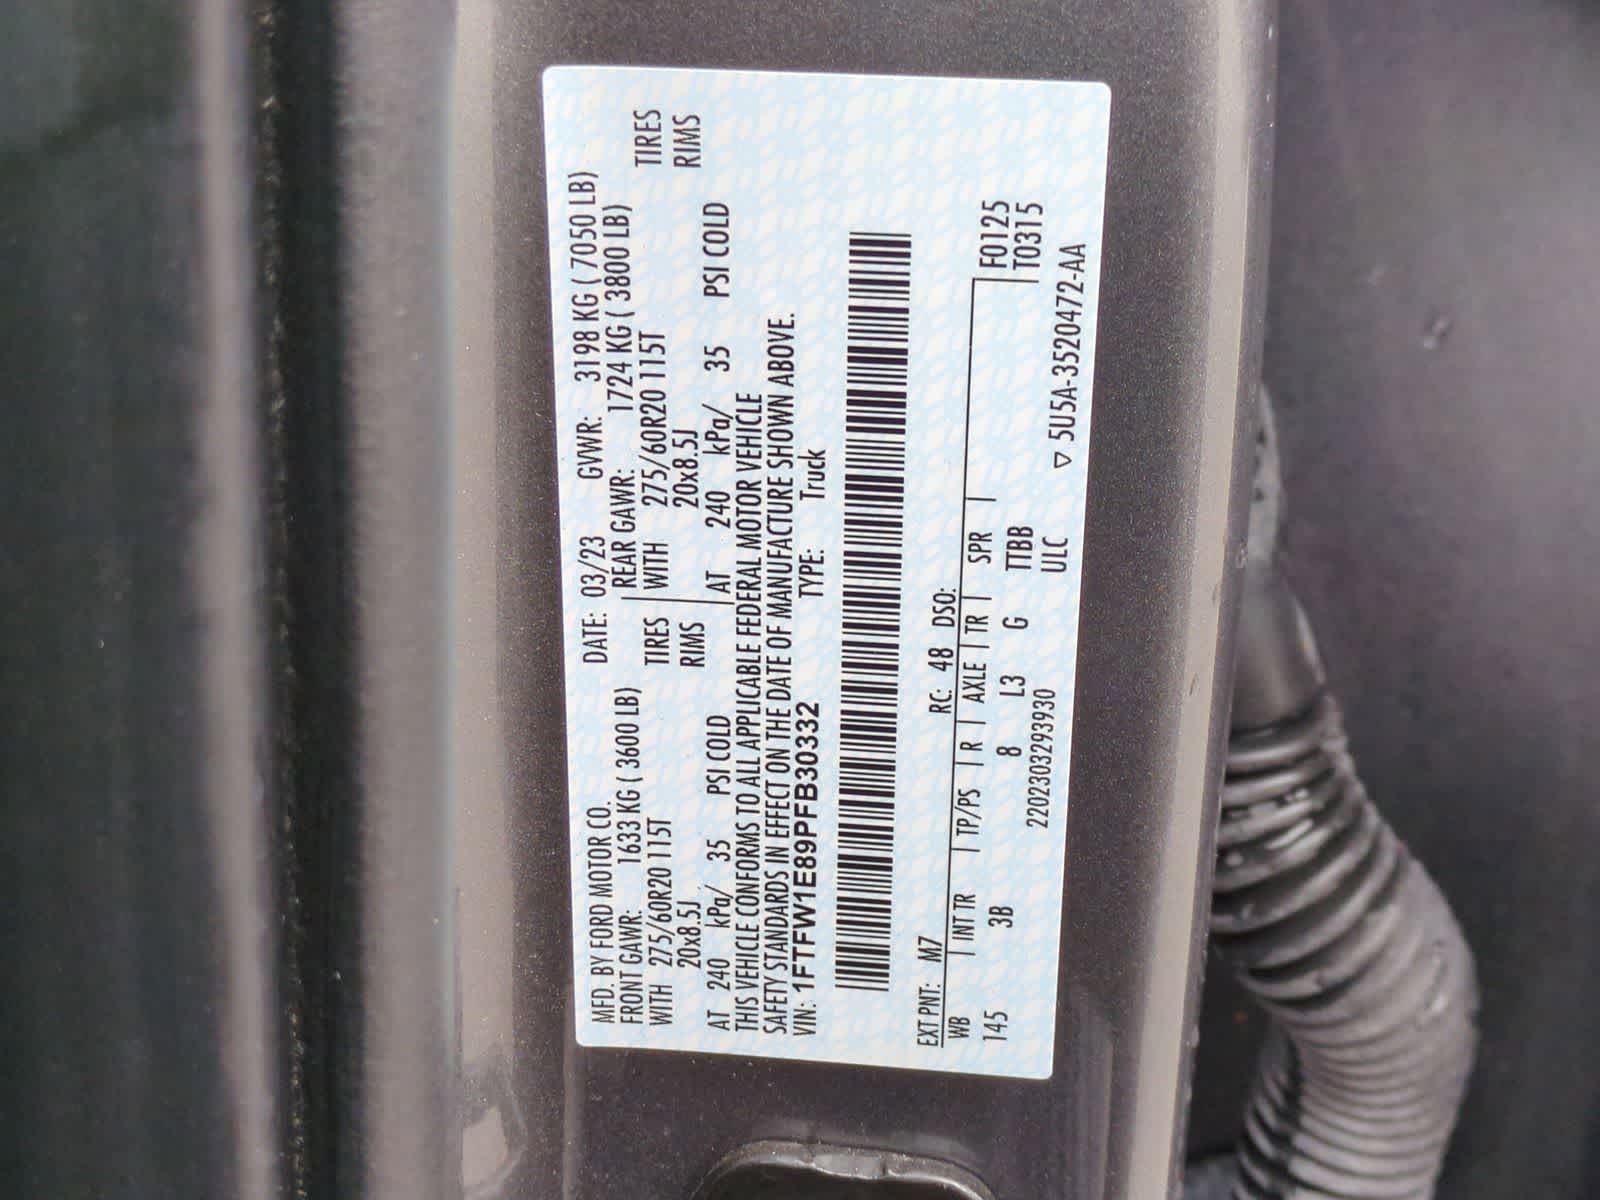 MFD. BY FORD MOTOR CO. DATE: 03/23 GVWR: 3198 KG ( 7050 LB)
FRONT GAWR: 1633 KG ( 3600 LB) REAR GAWR: 1724 KG ( 3800 LB)
WITH 275/60R20 115T TIRES WITH 275/60R20 115T TIRES
20x8.5J RIMS 20x8.5J RIMS
AT 240 kPa/ 35 PSI COLD AT 240 kPa/ 35 PSI COLD
THIS VEHICLE CONFORMS TO ALL APPLICABLE FEDERAL MOTOR VEHICLE
SAFETY STANDARDS IN EFFECT ON THE DATE OF MANUFACTURE SHOWN ABOVE.
VIN: 1FTFW1E89PFB30332 TYPE: Truck
EXT PNT: M7 RC: 48 DSO:
WB INT TR TP/PS R AXLE TR SPR F0125
145 3B 8 L3 G TTBB T0315
2202303293930 ULC
▽ 5U5A-3520472-AA